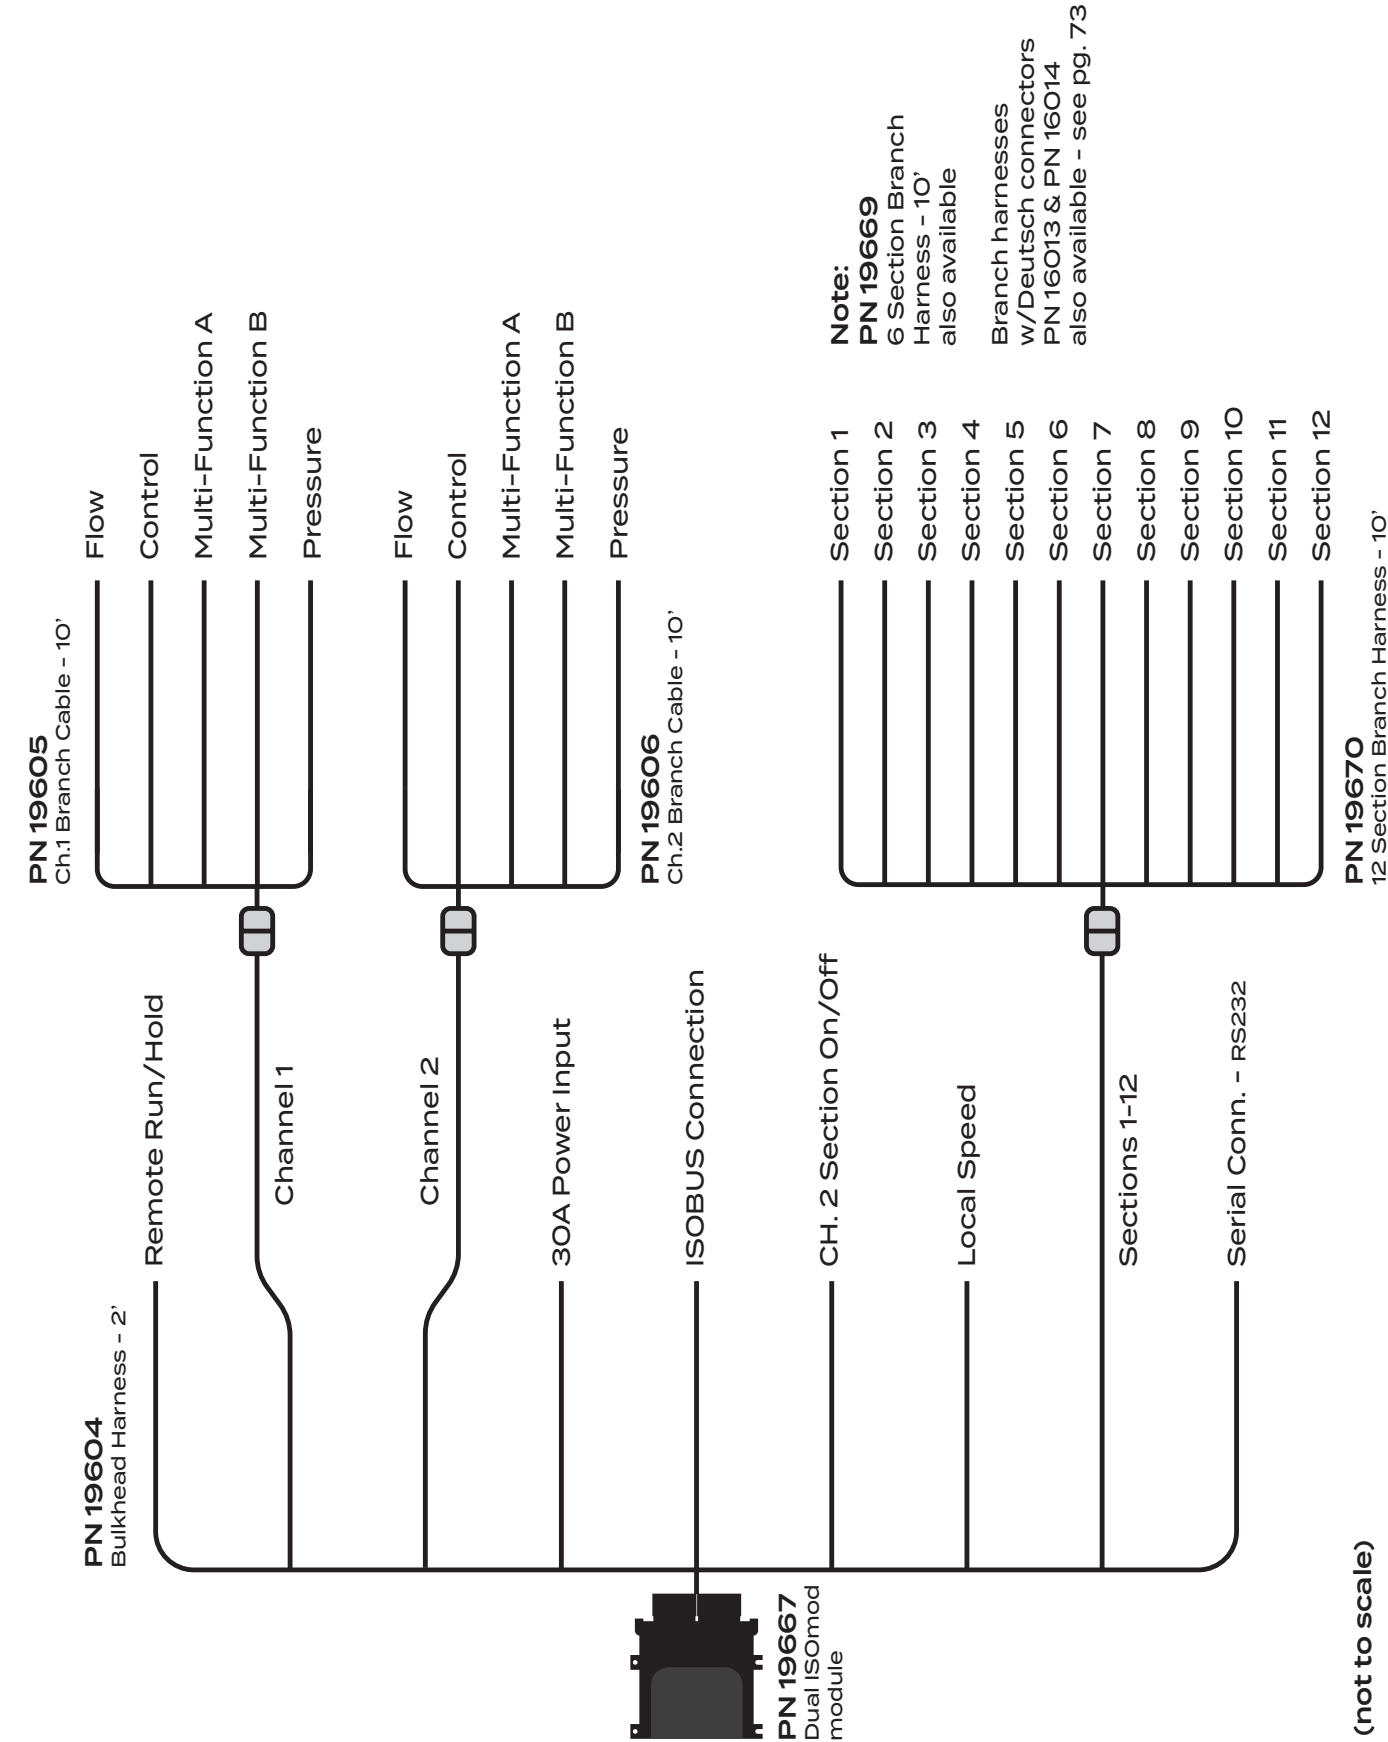 PN 19604
Bulkhead Harness - 2'
PN 19667
Dual ISOmod
module
Remote Run/Hold
Channel 1
Channel 2
30A Power Input
ISOBUS Connection
CH. 2 Section On/Off
Local Speed
Sections 1-12
Serial Conn. - RS232
PN 19605
Ch.1 Branch Cable - 10'
Flow
Control
Multi-Function A
Multi-Function B
Pressure
PN 19606
Ch.2 Branch Cable - 10'
Flow
Control
Multi-Function A
Multi-Function B
Pressure
Section 1
Section 2
Section 3
Section 4
Section 5
Section 6
Section 7
Section 8
Section 9
Section 10
Section 11
Section 12
PN 19670
12 Section Branch Harness - 10'
Note:
PN 19669
6 Section Branch
Harness - 10'
also available
Branch harnesses
w/Deutsch connectors
PN 16013 & PN 16014
also available - see pg. 73
(not to scale)